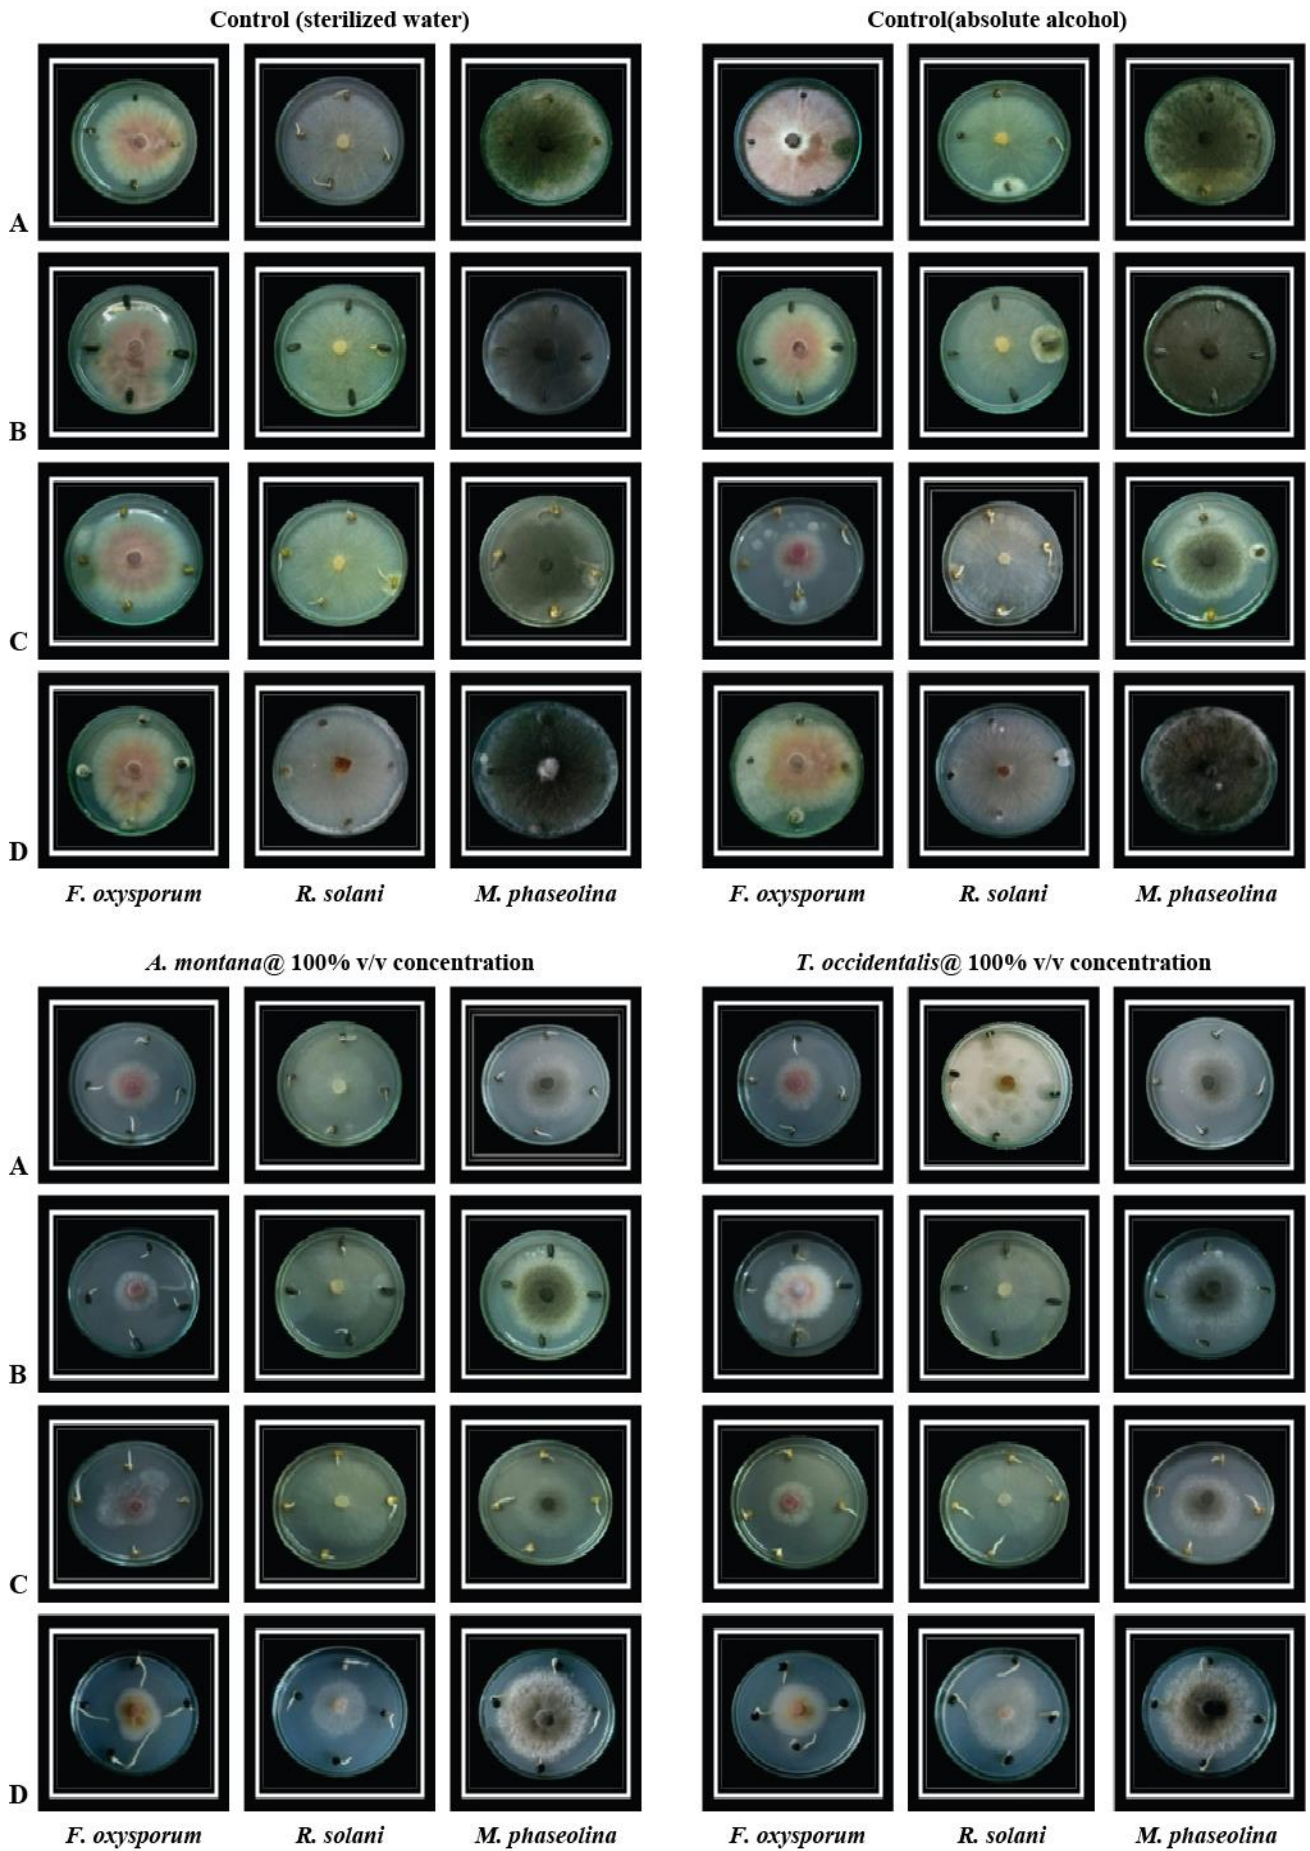 Control (sterilized water)
Control(absolute alcohol)
A
B
C
D
F. oxysporum
R. solani
M. phaseolina
F. oxysporum
R. solani
M. phaseolina
A. montana@ 100% v/v concentration
T. occidentalis@ 100% v/v concentration
A
B
C
D
F. oxysporum
R. solani
M. phaseolina
F. oxysporum
R. solani
M. phaseolina